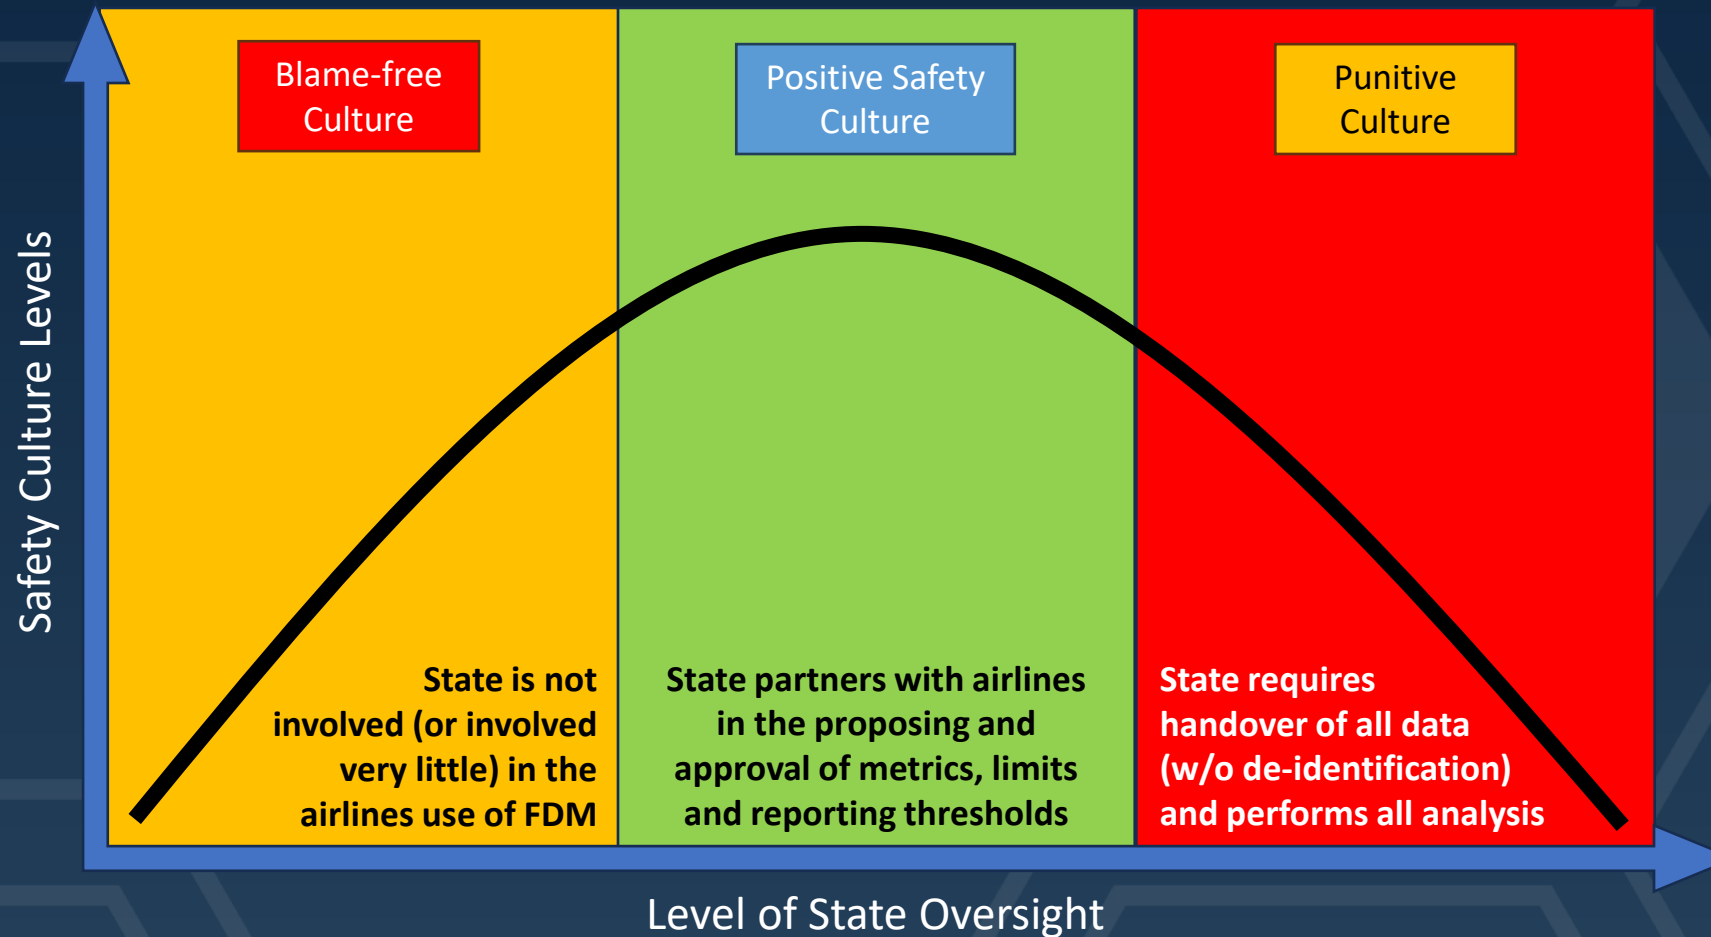 Blame-free
Culture
Positive Safety
Culture
Punitive
Culture
Safety Culture Levels
State is not
involved (or involved
very little) in the
airlines use of FDM
State partners with airlines
in the proposing and
approval of metrics, limits
and reporting thresholds
State requires
handover of all data
(w/o de-identification)
and performs all analysis
Level of State Oversight